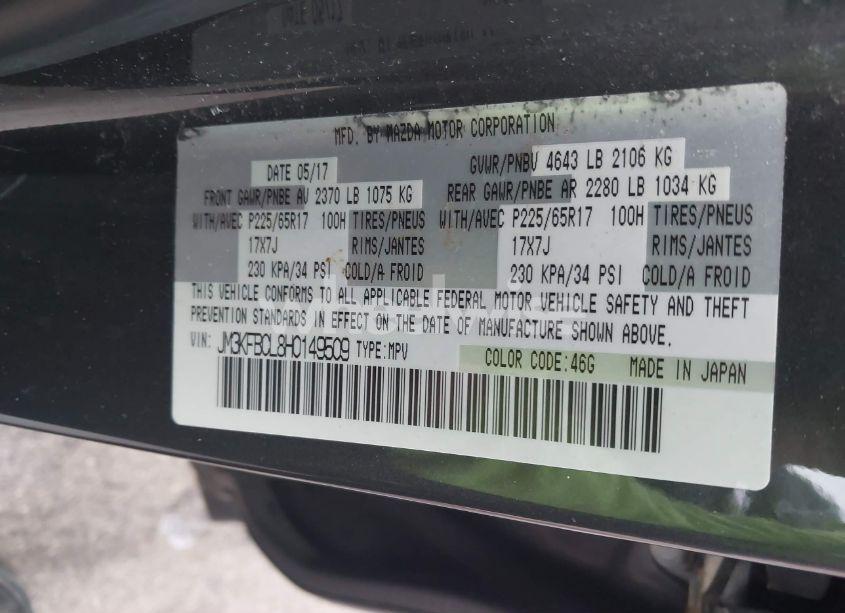 MFD. BY MAZDA MOTOR CORPORATION
DATE 05/17 GVWR/PNBV 4643 LB 2106 KG
FRONT GAWR/PNBE AV 2370 LB 1075 KG REAR GAWR/PNBE AR 2280 LB 1034 KG
WITH/AVEC P225/65R17 100H TIRES/PNEUS WITH/AVEC P225/65R17 100H TIRES/PNEUS
17X7J RIMS/JANTES 17X7J RIMS/JANTES
230 KPA/34 PSI COLD/A FROID 230 KPA/34 PSI COLD/A FROID
THIS VEHICLE CONFORMS TO ALL APPLICABLE FEDERAL MOTOR VEHICLE SAFETY AND THEFT
PREVENTION STANDARDS IN EFFECT ON THE DATE OF MANUFACTURE SHOWN ABOVE.
VIN: JM3KFBCL8H0149509 TYPE:MPV
COLOR CODE:46G MADE IN JAPAN